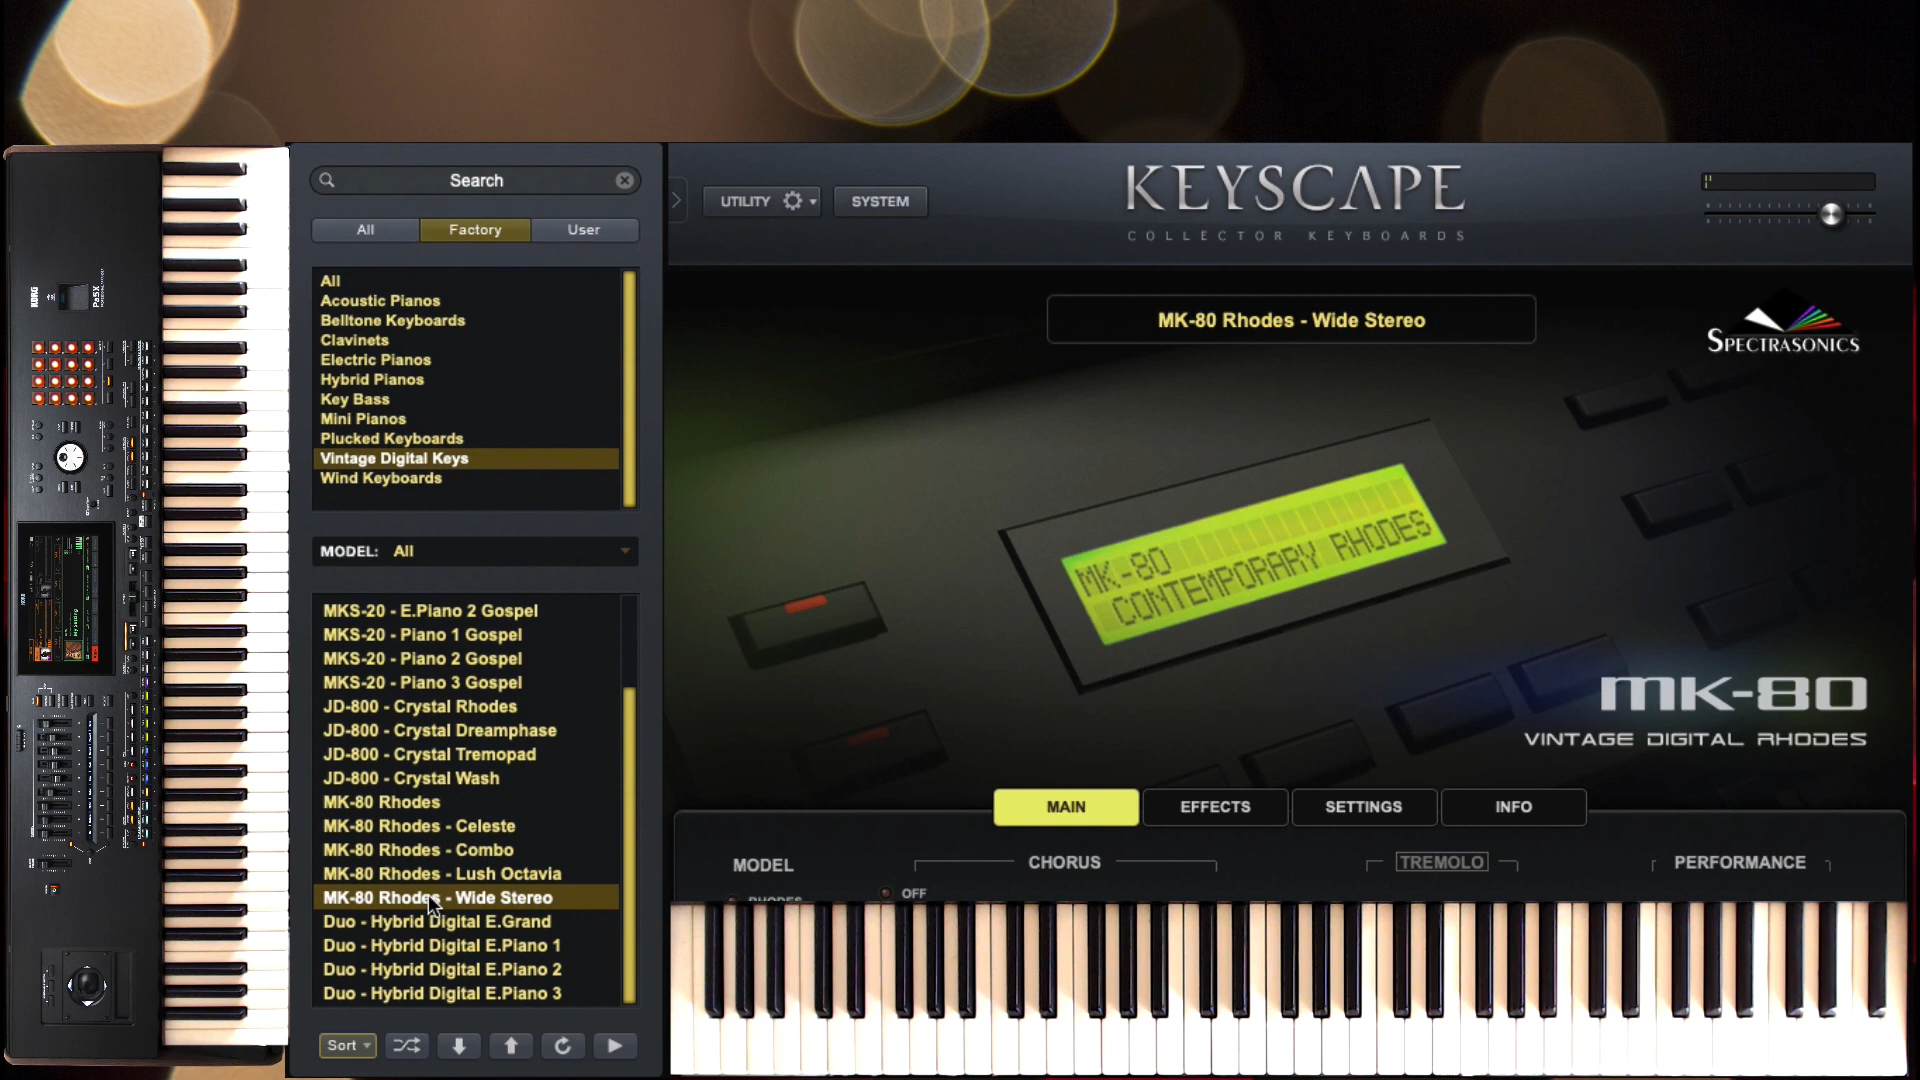 KORG
Pa5X
Search
All
Factory
User
All
Acoustic Pianos
Belltone Keyboards
Clavinets
Electric Pianos
Hybrid Pianos
Key Bass
Mini Pianos
Plucked Keyboards
Vintage Digital Keys
Wind Keyboards
MODEL: All
MKS-20 - E.Piano 2 Gospel
MKS-20 - Piano 1 Gospel
MKS-20 - Piano 2 Gospel
MKS-20 - Piano 3 Gospel
JD-800 - Crystal Rhodes
JD-800 - Crystal Dreamphase
JD-800 - Crystal Tremopad
JD-800 - Crystal Wash
MK-80 Rhodes
MK-80 Rhodes - Celeste
MK-80 Rhodes - Combo
MK-80 Rhodes - Lush Octavia
MK-80 Rhodes - Wide Stereo
Duo - Hybrid Digital E.Grand
Duo - Hybrid Digital E.Piano 1
Duo - Hybrid Digital E.Piano 2
Duo - Hybrid Digital E.Piano 3
Sort
UTILITY
SYSTEM
KEYSCAPE
COLLECTOR KEYBOARDS
MK-80 Rhodes - Wide Stereo
SPECTRASONICS
MK-80
CONTEMPORARY RHODES
MK-80
VINTAGE DIGITAL RHODES
MAIN
EFFECTS
SETTINGS
INFO
MODEL
CHORUS
TREMOLO
PERFORMANCE
RHODES
OFF